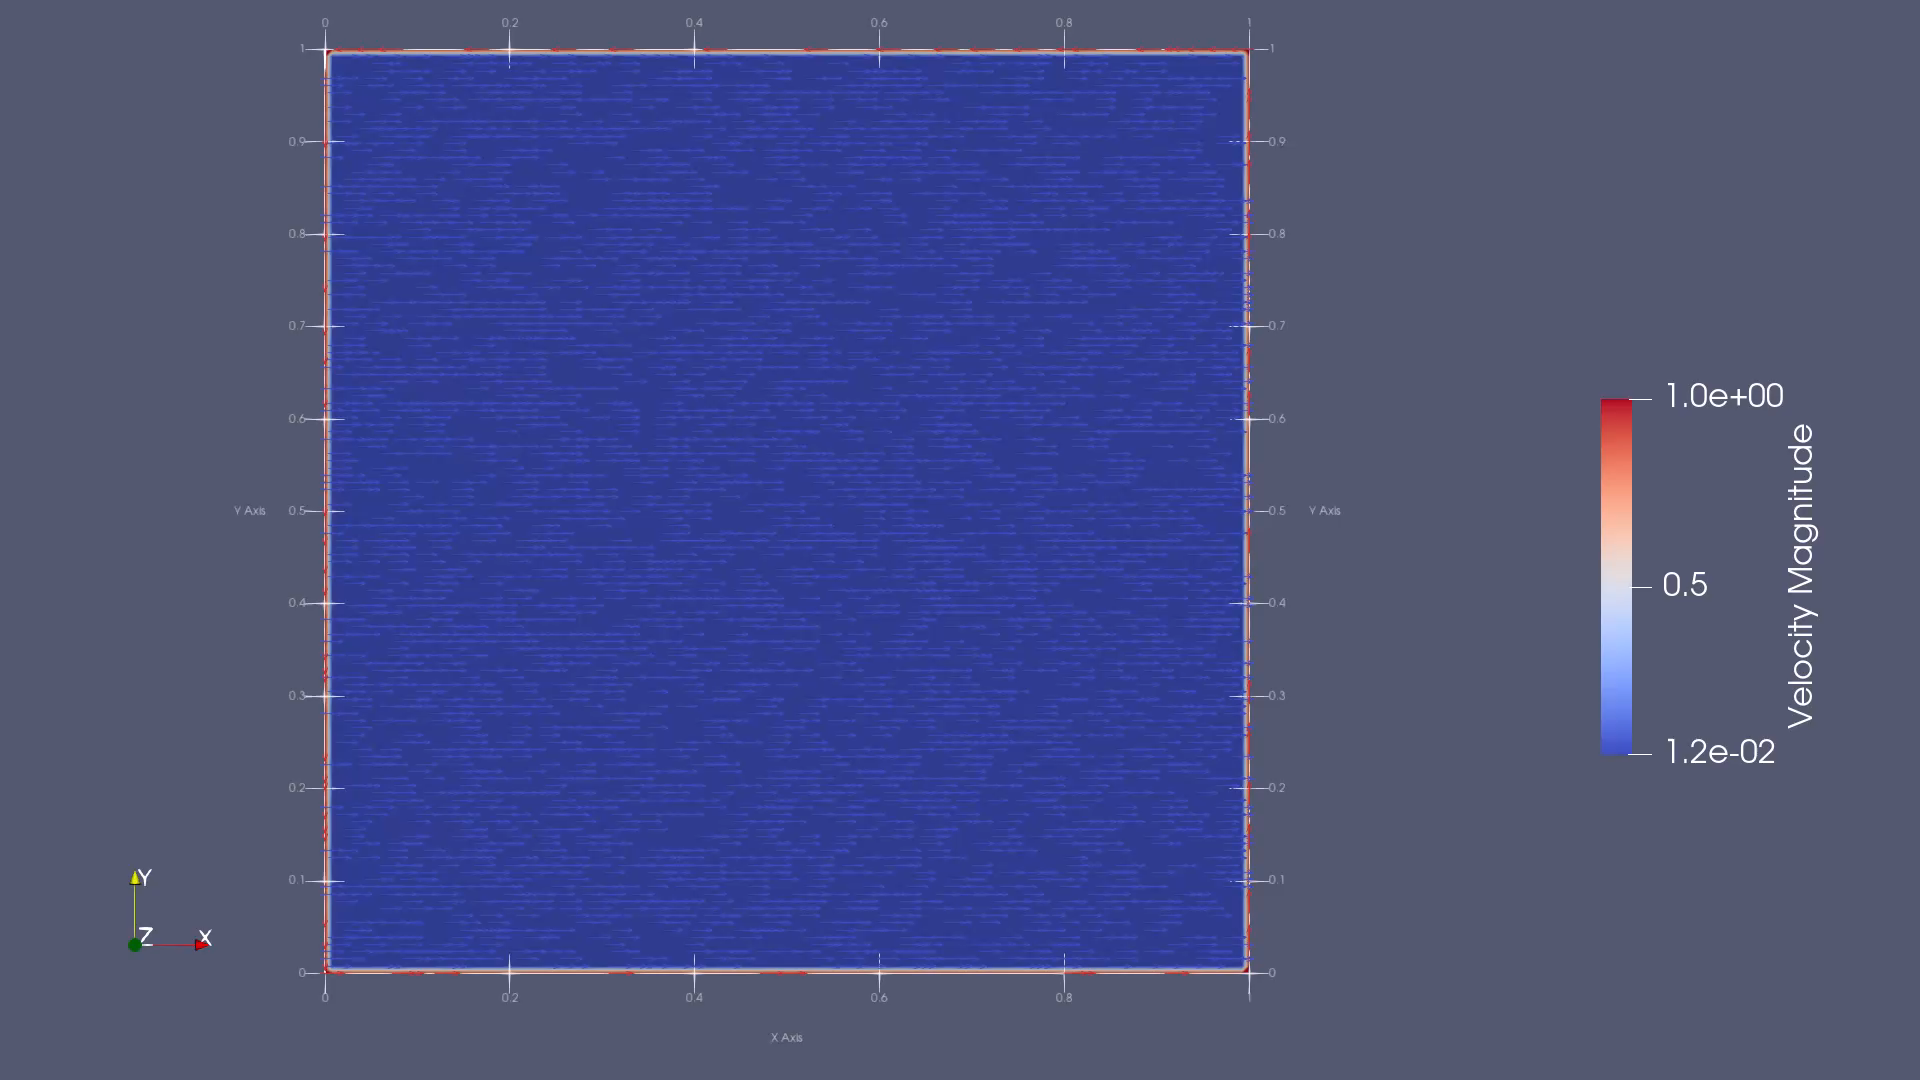 0 0.2 0.4 0.6 0.8 1
1 1
0.9 0.9
0.8 0.8
0.7 0.7
0.6 0.6
Y Axis 0.5 0.5 Y Axis
0.4 0.4
0.3 0.3
0.2 0.2
0.1 0.1
0 0
0 0.2 0.4 0.6 0.8 1
X Axis
1.0e+00
0.5
1.2e-02
Velocity Magnitude
Y
Z
X